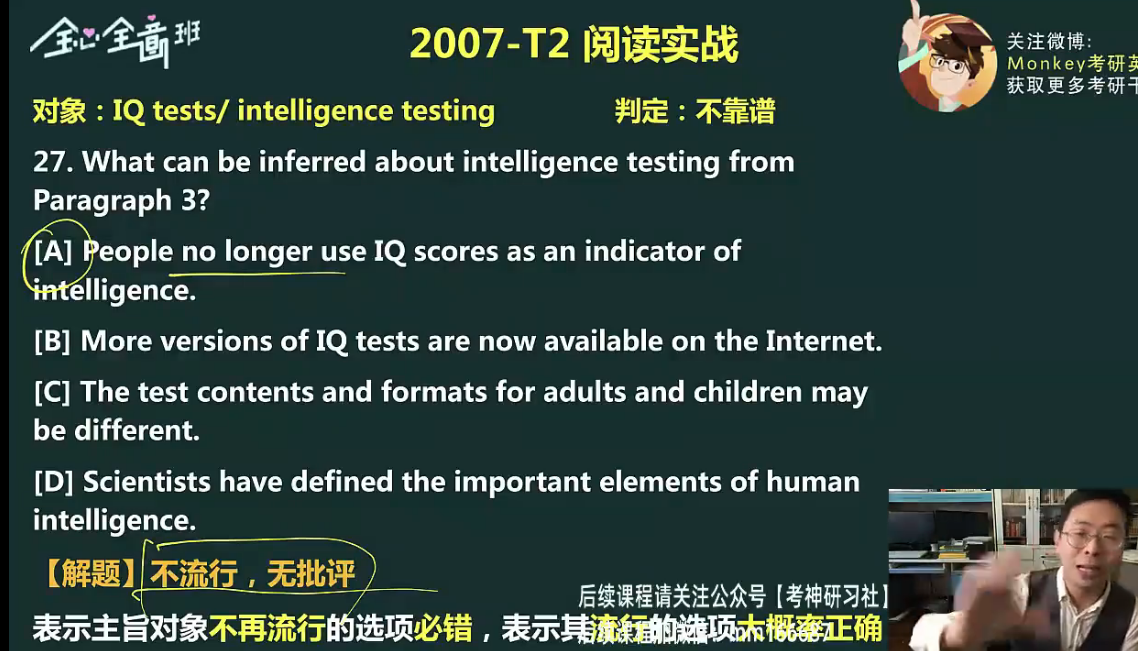 全心全意班
2007-T2 阅读实战
关注微博:
Monkey考研英
获取更多考研干
对象：IQ tests/ intelligence testing 判定：不靠谱
27. What can be inferred about intelligence testing from
Paragraph 3?
[A] People no longer use IQ scores as an indicator of
intelligence.
[B] More versions of IQ tests are now available on the Internet.
[C] The test contents and formats for adults and children may
be different.
[D] Scientists have defined the important elements of human
intelligence.
【解题】不流行，无批评
后续课程请关注公众号【考神研习社】
表示主旨对象不再流行的选项必错，表示其流行的选项大概率正确